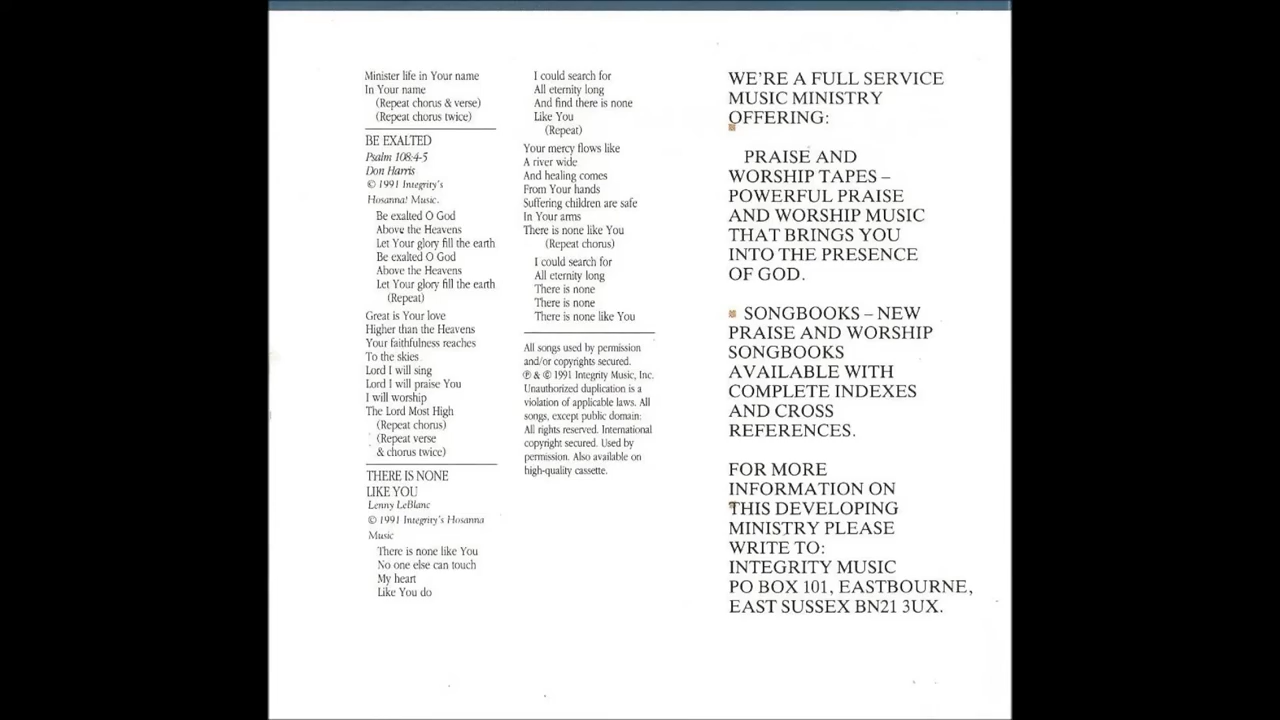 Minister life in Your name
In Your name
(Repeat chorus & verse)
(Repeat chorus twice)
BE EXALTED
Psalm 108:4-5
Don Harris
© 1991 Integrity's
Hosanna! Music.
Be exalted O God
Above the Heavens
Let Your glory fill the earth
Be exalted O God
Above the Heavens
Let Your glory fill the earth
(Repeat)
Great is Your love
Higher than the Heavens
Your faithfulness reaches
To the skies
Lord I will sing
Lord I will praise You
I will worship
The Lord Most High
(Repeat chorus)
(Repeat verse
& chorus twice)
THERE IS NONE
LIKE YOU
Lenny LeBlanc
© 1991 Integrity's Hosanna
Music
There is none like You
No one else can touch
My heart
Like You do
I could search for
All eternity long
And find there is none
Like You
(Repeat)
Your mercy flows like
A river wide
And healing comes
From Your hands
Suffering children are safe
In Your arms
There is none like You
(Repeat chorus)
I could search for
All eternity long
There is none
There is none
There is none like You
All songs used by permission
and/or copyrights secured.
℗ & © 1991 Integrity Music, Inc.
Unauthorized duplication is a
violation of applicable laws. All
songs, except public domain:
All rights reserved. International
copyright secured. Used by
permission. Also available on
high-quality cassette.
WE'RE A FULL SERVICE
MUSIC MINISTRY
OFFERING:
PRAISE AND
WORSHIP TAPES –
POWERFUL PRAISE
AND WORSHIP MUSIC
THAT BRINGS YOU
INTO THE PRESENCE
OF GOD.
SONGBOOKS – NEW
PRAISE AND WORSHIP
SONGBOOKS
AVAILABLE WITH
COMPLETE INDEXES
AND CROSS
REFERENCES.
FOR MORE
INFORMATION ON
THIS DEVELOPING
MINISTRY PLEASE
WRITE TO:
INTEGRITY MUSIC
PO BOX 101, EASTBOURNE,
EAST SUSSEX BN21 3UX.